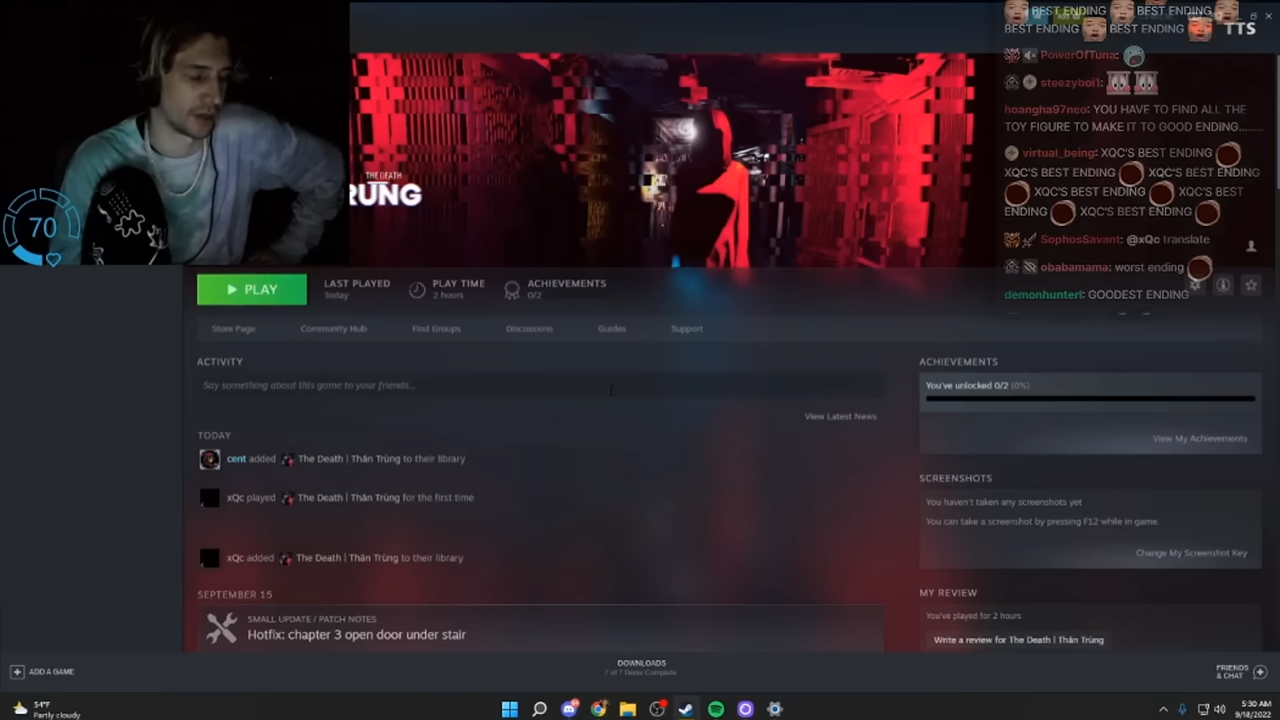 BEST ENDING BEST ENDING
BEST ENDING BEST ENDING
TTS
PowerOfTuna:
steezyboi1:
hoangha97neo: YOU HAVE TO FIND ALL THE
TOY FIGURE TO MAKE IT TO GOOD ENDING........
virtual_being: XQC'S BEST ENDING
XQC'S BEST ENDING XQC'S BEST ENDING
XQC'S BEST ENDING XQC'S BEST
ENDING XQC'S BEST ENDING
SophosSavant: @xQc translate
obabamama: worst ending
demonhunterl: GOODEST ENDING
THE DEATH
TRÙNG
70
PLAY
LAST PLAYED
Today
PLAY TIME
2 hours
ACHIEVEMENTS
0/2
Store Page Community Hub Find Groups Discussions Guides Support
ACTIVITY
Say something about this game to your friends...
View Latest News
TODAY
cent added The Death | Thần Trùng to their library
xQc played The Death | Thần Trùng for the first time
xQc added The Death | Thần Trùng to their library
SEPTEMBER 15
SMALL UPDATE / PATCH NOTES
Hotfix: chapter 3 open door under stair
ACHIEVEMENTS
You've unlocked 0/2 (0%)
View My Achievements
SCREENSHOTS
You haven't taken any screenshots yet
You can take a screenshot by pressing F12 while in game.
Change My Screenshot Key
MY REVIEW
You've played for 2 hours
Write a review for The Death | Thần Trùng
ADD A GAME
DOWNLOADS
7 of 7 Items Complete
FRIENDS
& CHAT
54°F
Partly cloudy
5:30 AM
9/18/2022